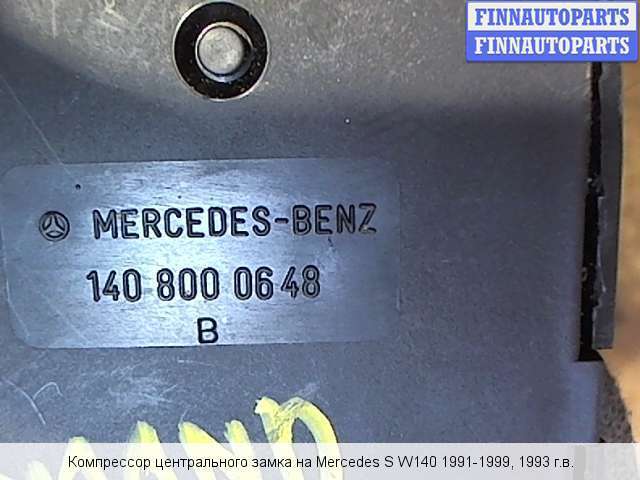 FINNAUTOPARTS
FINNAUTOPARTS
MERCEDES-BENZ
140 800 06 48
B
Компрессор центрального замка на Mercedes S W140 1991-1999, 1993 г.в.